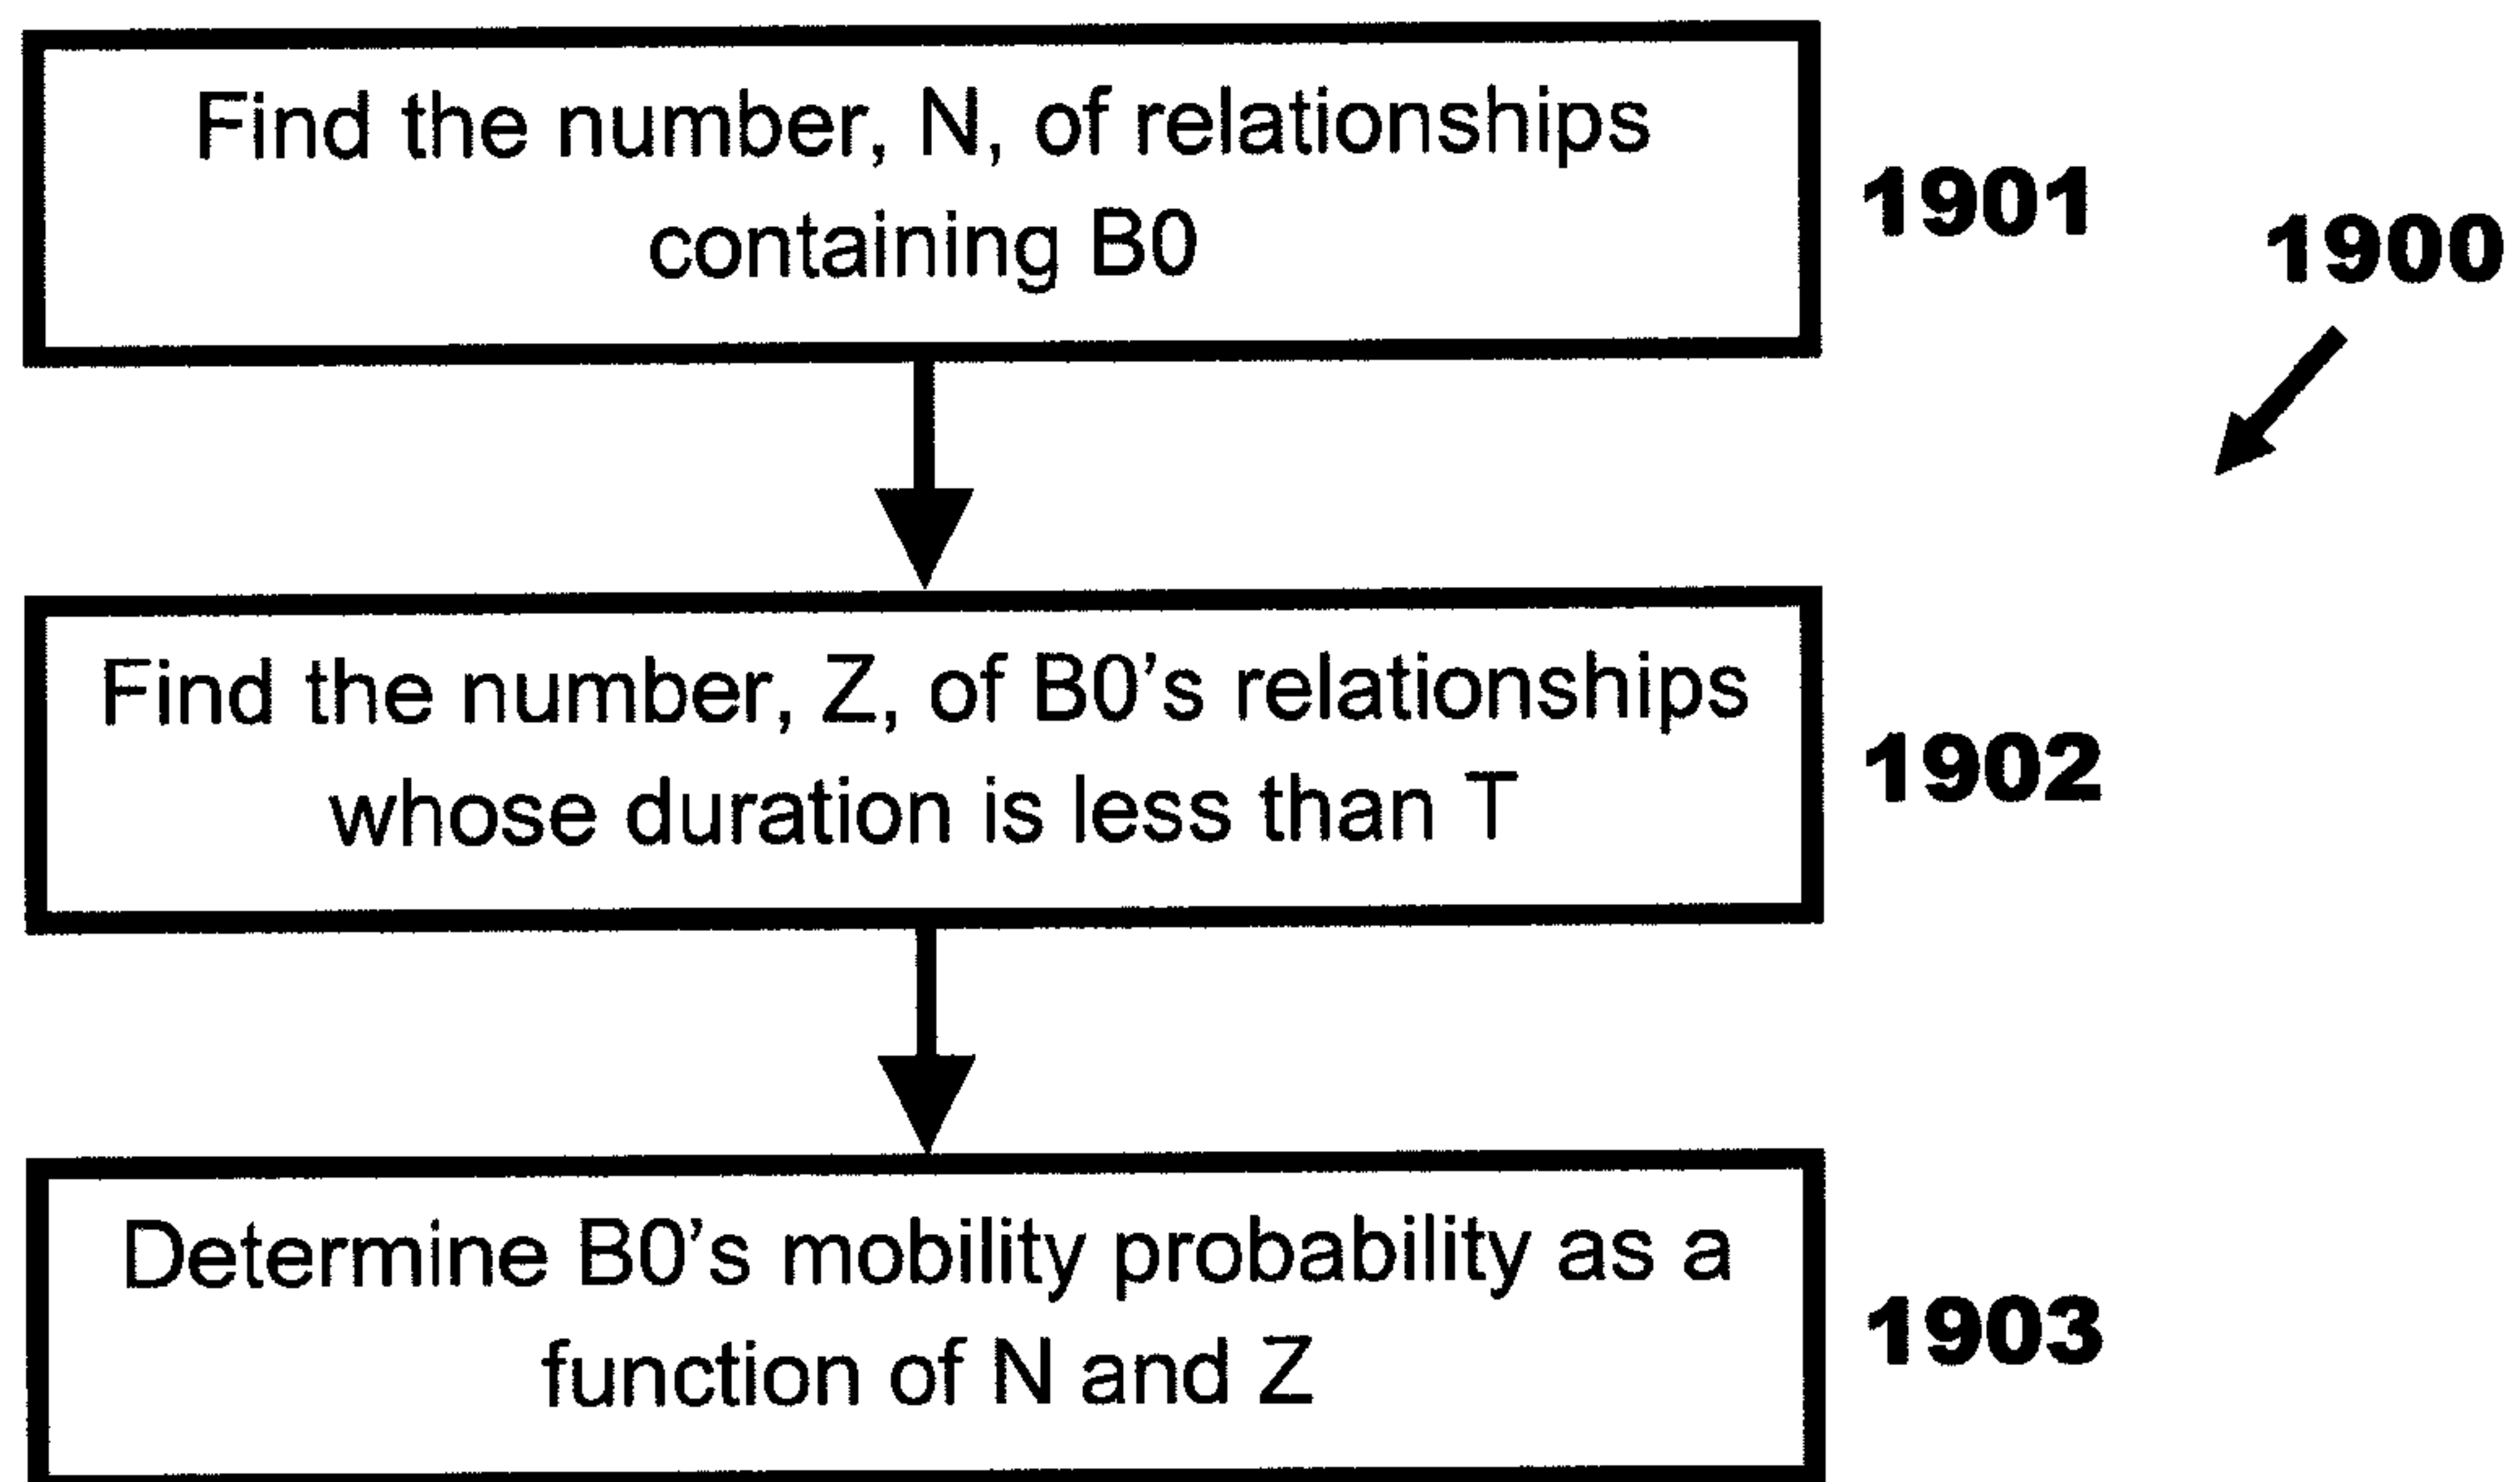 Find the number, N, of relationships
containing B0
1901
1900
Find the number, Z, of B0's relationships
whose duration is less than T
1902
Determine B0's mobility probability as a
function of N and Z
1903